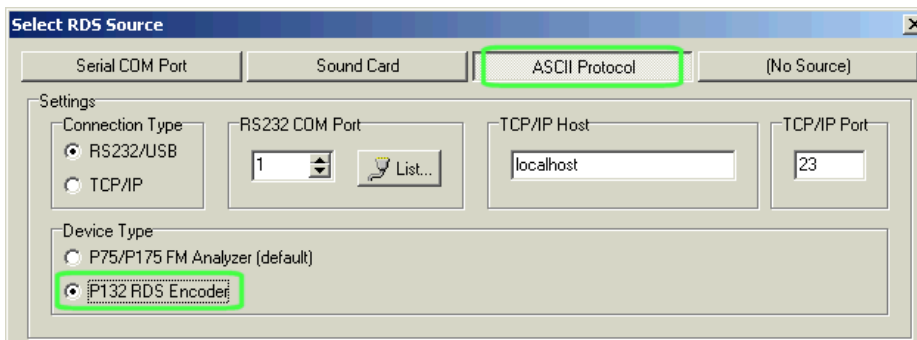 Select RDS Source
Serial COM Port
Sound Card
ASCII Protocol
(No Source)
Settings
Connection Type
RS232/USB
TCP/IP
RS232 COM Port
1
List...
TCP/IP Host
localhost
TCP/IP Port
23
Device Type
P75/P175 FM Analyzer (default)
P132 RDS Encoder